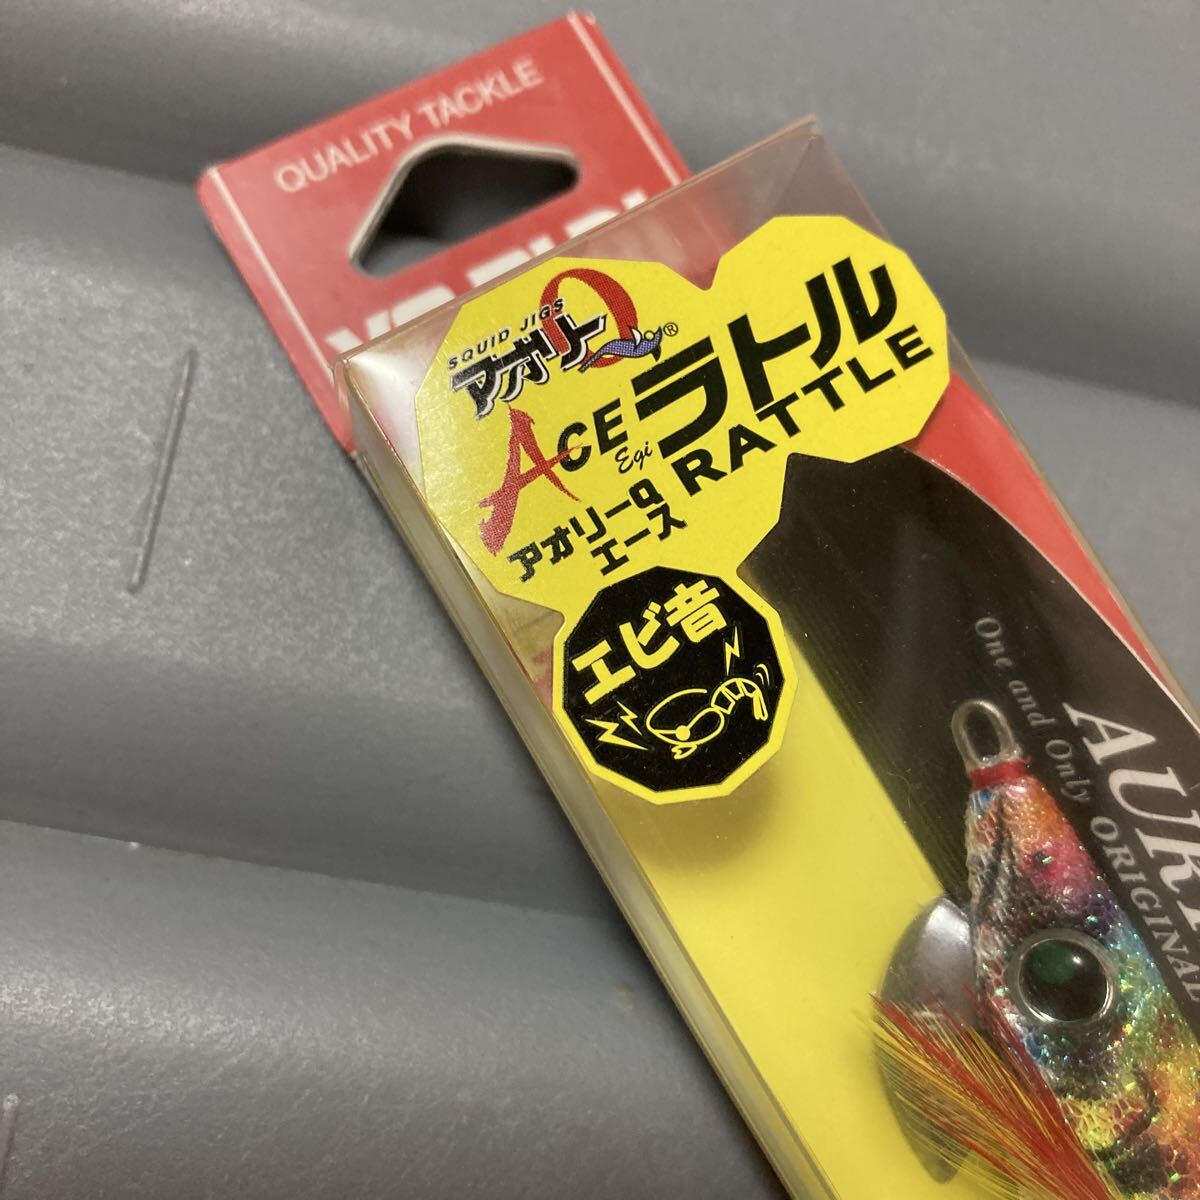 QUALITY TACKLE
SQUID JIGS
アオリーQ®
ACE
Egi
ラトル
RATTLE
アオリーQ
エース
エビ音
One and Only ORIGINAL